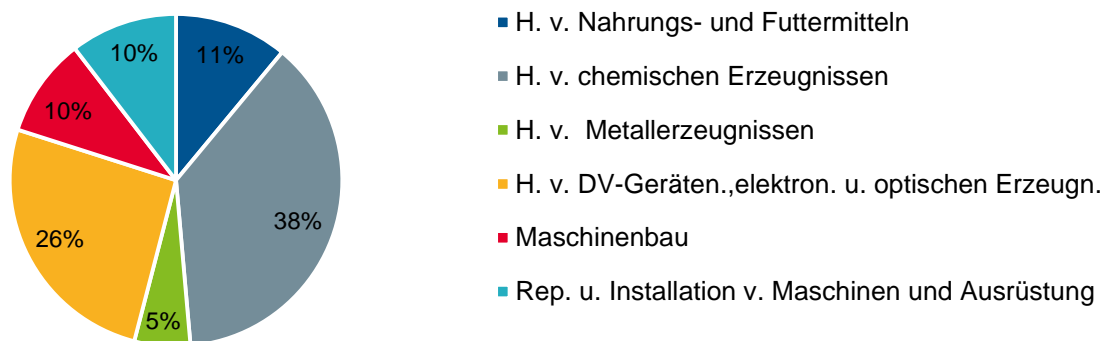 10%
11%
10%
38%
26%
5%
H. v. Nahrungs- und Futtermitteln
H. v. chemischen Erzeugnissen
H. v.  Metallerzeugnissen
H. v. DV-Geräten.,elektron. u. optischen Erzeugn.
Maschinenbau
Rep. u. Installation v. Maschinen und Ausrüstung